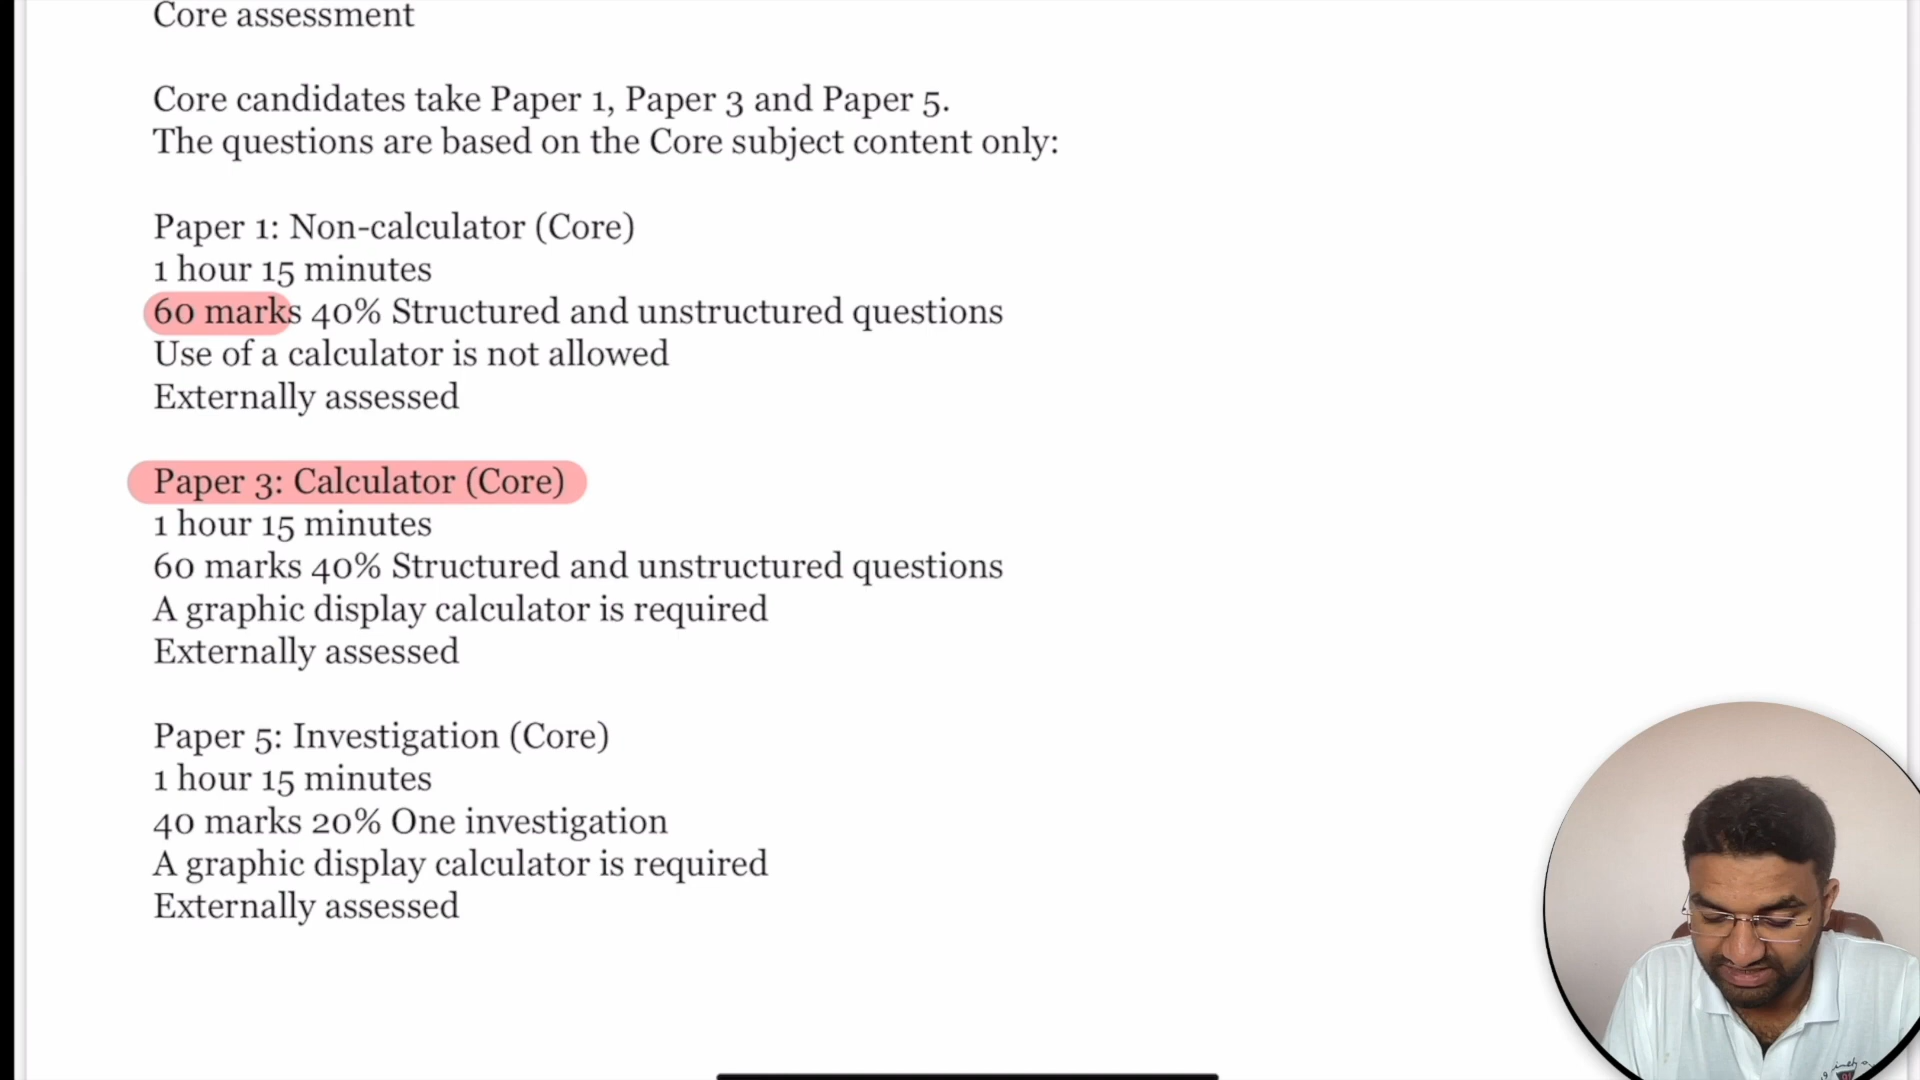 Core assessment
Core candidates take Paper 1, Paper 3 and Paper 5.
The questions are based on the Core subject content only:
Paper 1: Non-calculator (Core)
1 hour 15 minutes
60 marks 40% Structured and unstructured questions
Use of a calculator is not allowed
Externally assessed
Paper 3: Calculator (Core)
1 hour 15 minutes
60 marks 40% Structured and unstructured questions
A graphic display calculator is required
Externally assessed
Paper 5: Investigation (Core)
1 hour 15 minutes
40 marks 20% One investigation
A graphic display calculator is required
Externally assessed